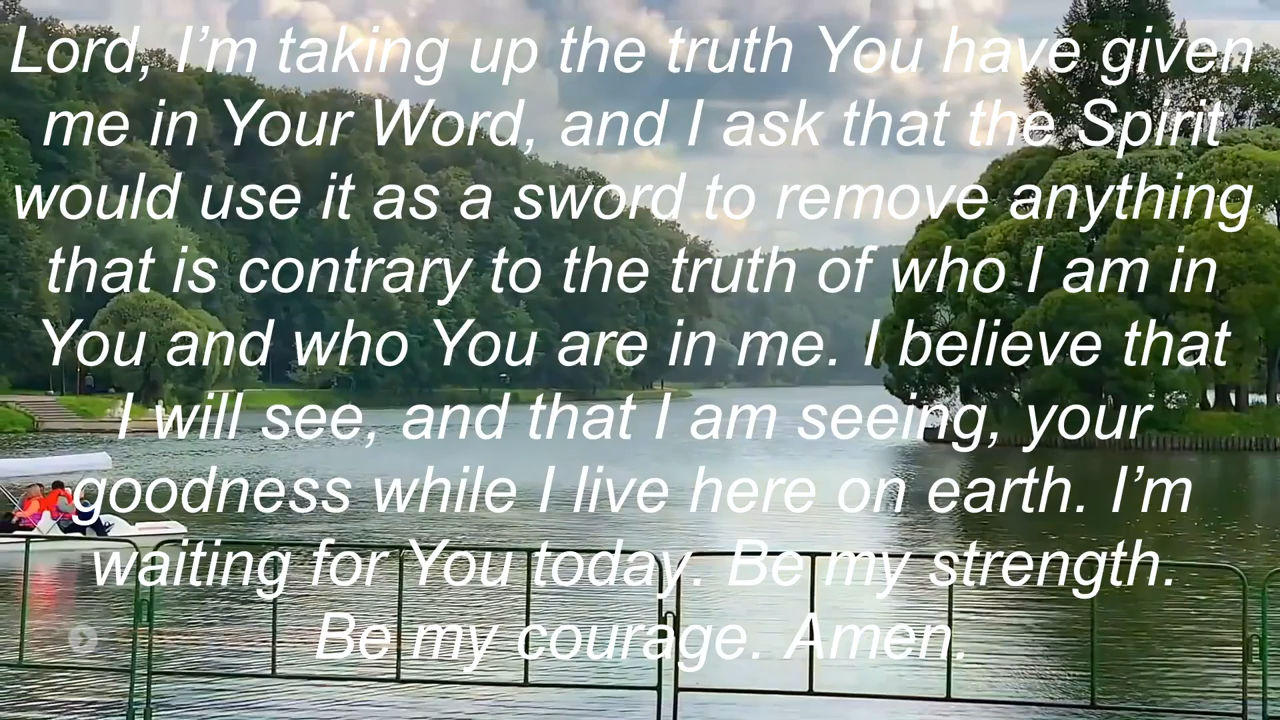 Lord, I’m taking up the truth You have given
me in Your Word, and I ask that the Spirit
would use it as a sword to remove anything
that is contrary to the truth of who I am in
You and who You are in me. I believe that
I will see, and that I am seeing, your
goodness while I live here on earth. I’m
waiting for You today. Be my strength.
Be my courage. Amen.